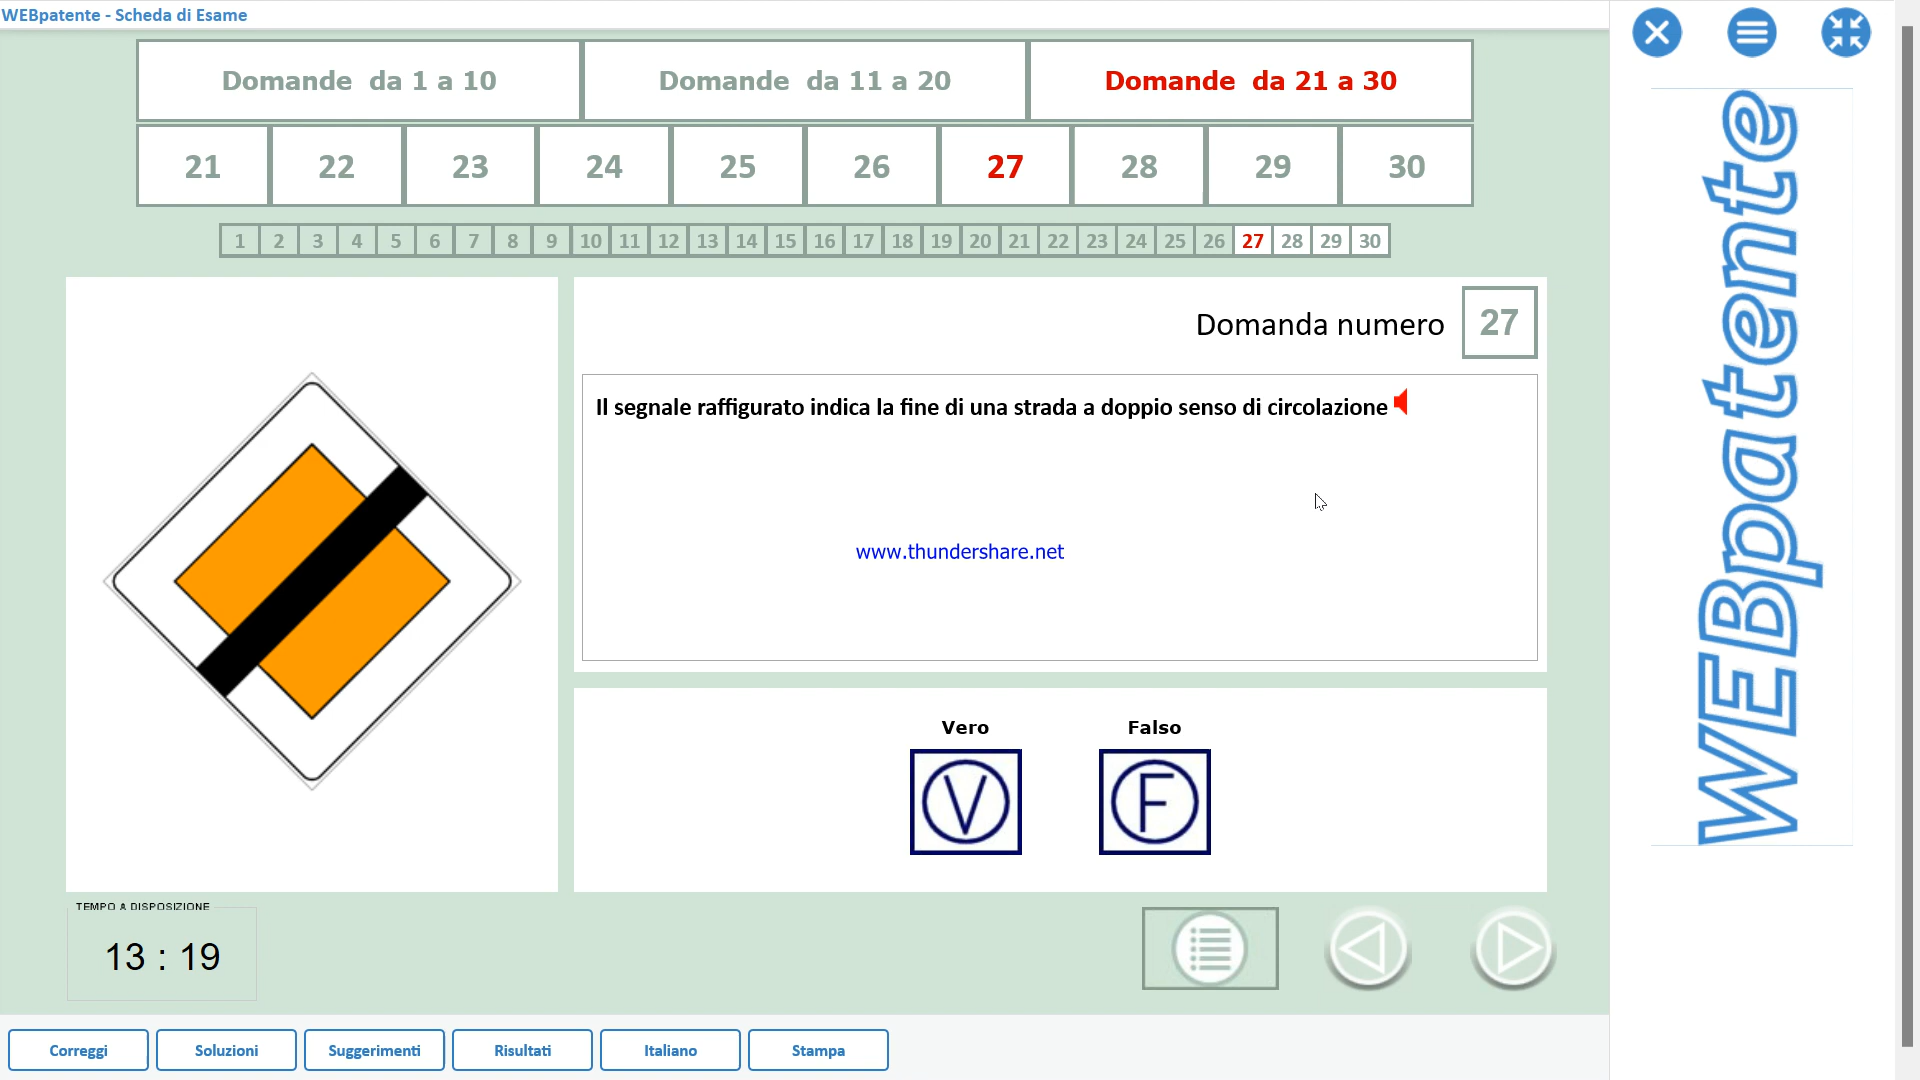 WEBpatente - Scheda di Esame
Domande da 1 a 10
Domande da 11 a 20
Domande da 21 a 30
21 22 23 24 25 26 27 28 29 30
1 2 3 4 5 6 7 8 9 10 11 12 13 14 15 16 17 18 19 20 21 22 23 24 25 26 27 28 29 30
Domanda numero 27
Il segnale raffigurato indica la fine di una strada a doppio senso di circolazione
www.thundershare.net
Vero
Falso
V
F
TEMPO A DISPOSIZIONE
13 : 19
Correggi
Soluzioni
Suggerimenti
Risultati
Italiano
Stampa
WEBpatente